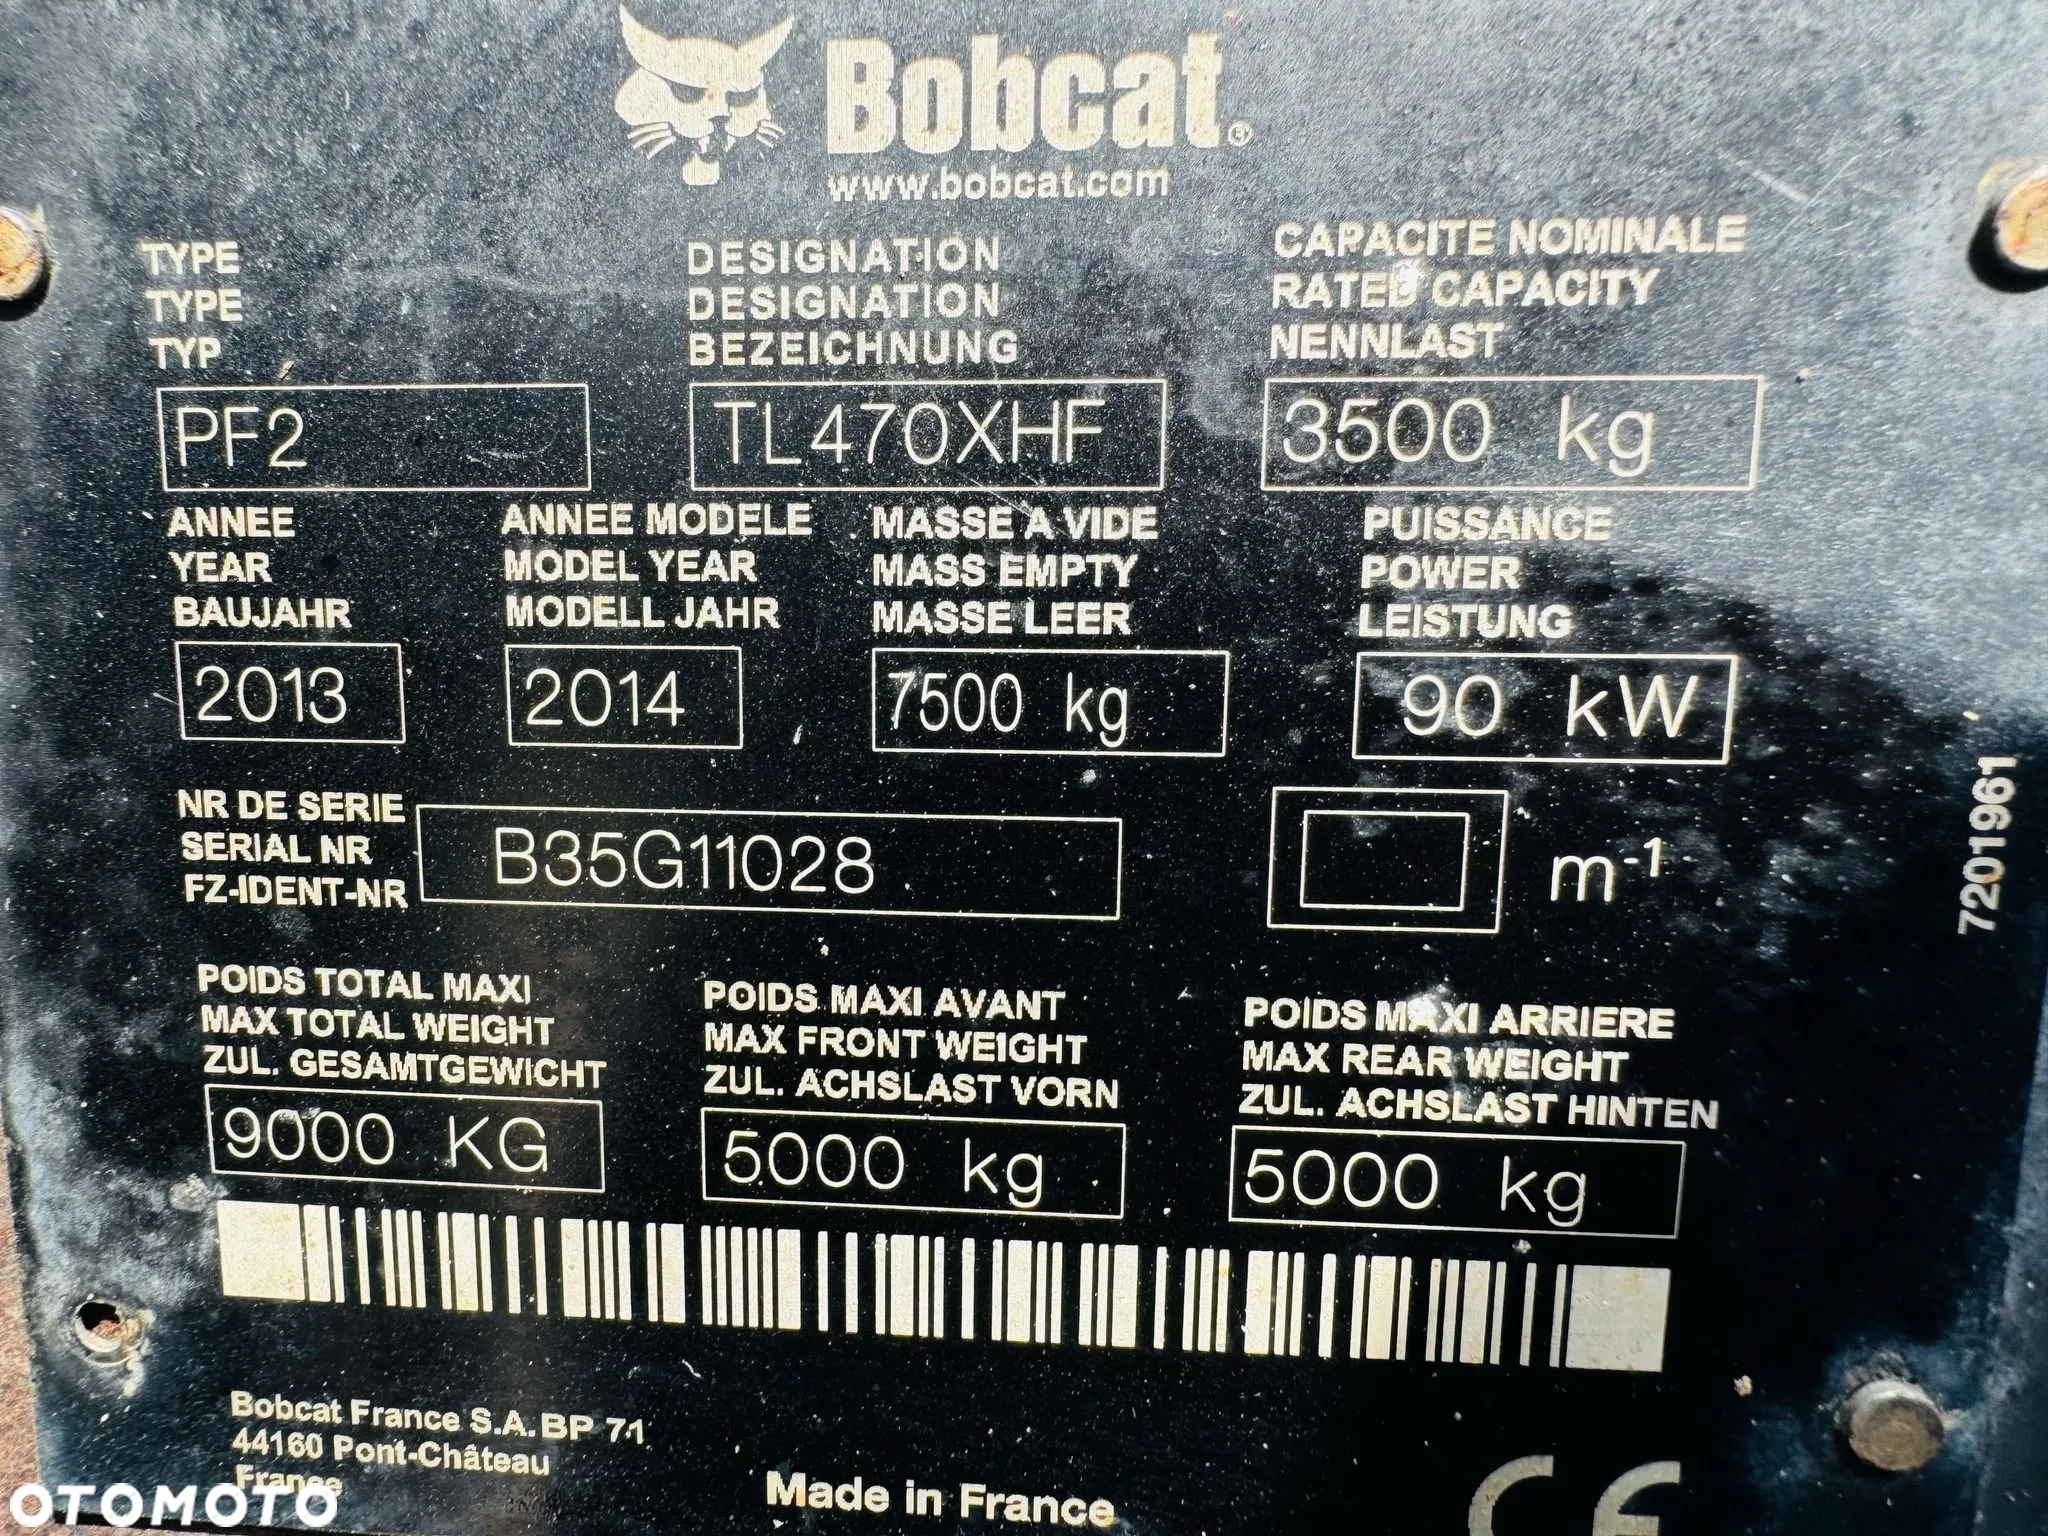 Bobcat®
www.bobcat.com
TYPE
TYPE
TYP
PF2
DESIGNATION
DESIGNATION
BEZEICHNUNG
TL470XHF
CAPACITE NOMINALE
RATED CAPACITY
NENNLAST
3500 kg
ANNEE
YEAR
BAUJAHR
2013
ANNEE MODELE
MODEL YEAR
MODELL JAHR
2014
MASSE A VIDE
MASS EMPTY
MASSE LEER
7500 kg
PUISSANCE
POWER
LEISTUNG
90 kW
NR DE SERIE
SERIAL NR
FZ-IDENT-NR
B35G11028
m-1
7201961
POIDS TOTAL MAXI
MAX TOTAL WEIGHT
ZUL. GESAMTGEWICHT
9000 KG
POIDS MAXI AVANT
MAX FRONT WEIGHT
ZUL. ACHSLAST VORN
5000 kg
POIDS MAXI ARRIERE
MAX REAR WEIGHT
ZUL. ACHSLAST HINTEN
5000 kg
Bobcat France S.A. BP 71
44160 Pont-Château
France
Made in France
CE
OTOMOTO